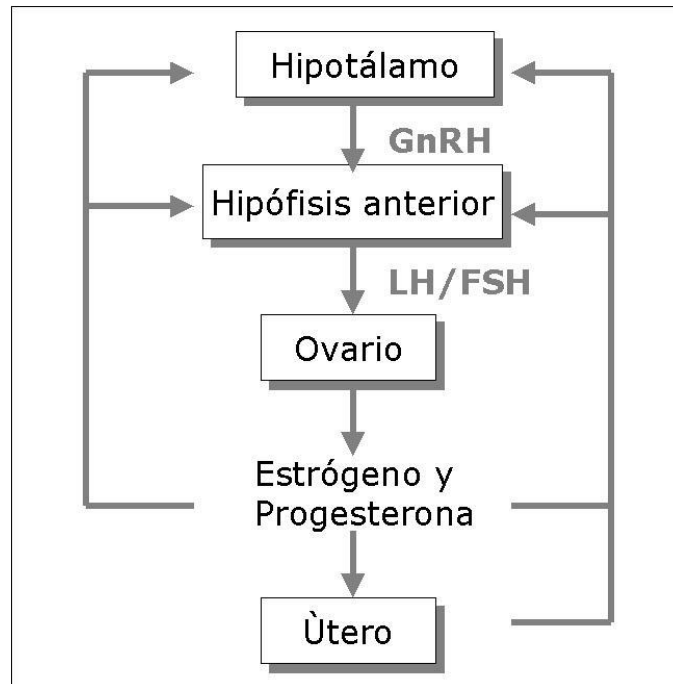 Hipotálamo
GnRH
Hipófisis anterior
LH/FSH
Ovario
Estrógeno y
Progesterona
Ùtero